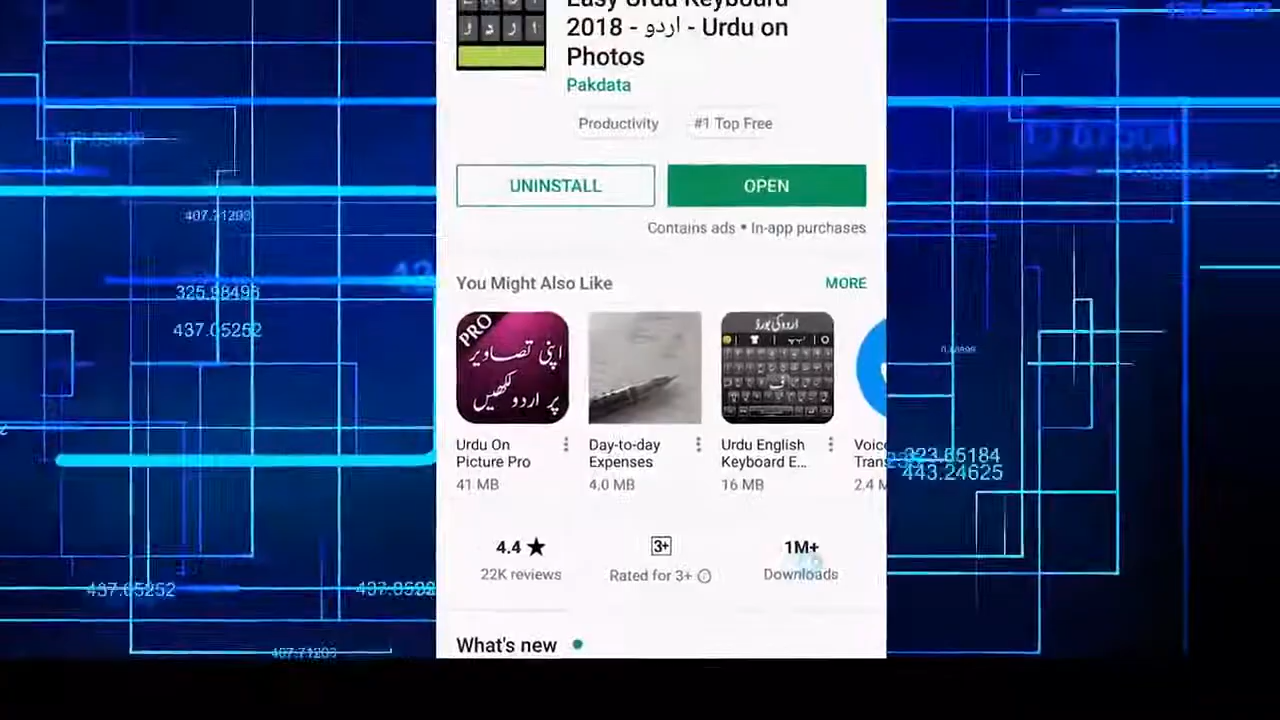 Easy Urdu Keyboard
2018 - اردو - Urdu on
Photos
Pakdata
Productivity
#1 Top Free
UNINSTALL
OPEN
Contains ads • In-app purchases
You Might Also Like
MORE
PRO
اپنی تصاویر
پر اردو لکھیں
اردو کی بورڈ
ف
Urdu On
Picture Pro
41 MB
Day-to-day
Expenses
4.0 MB
Urdu English
Keyboard E...
16 MB
Voic
Tran
2.4 M
4.4 ★
22K reviews
3+
Rated for 3+
1M+
Downloads
What's new
407.71203
325.98493
437.05252
437.05252
407.71203
323.65184
443.24625